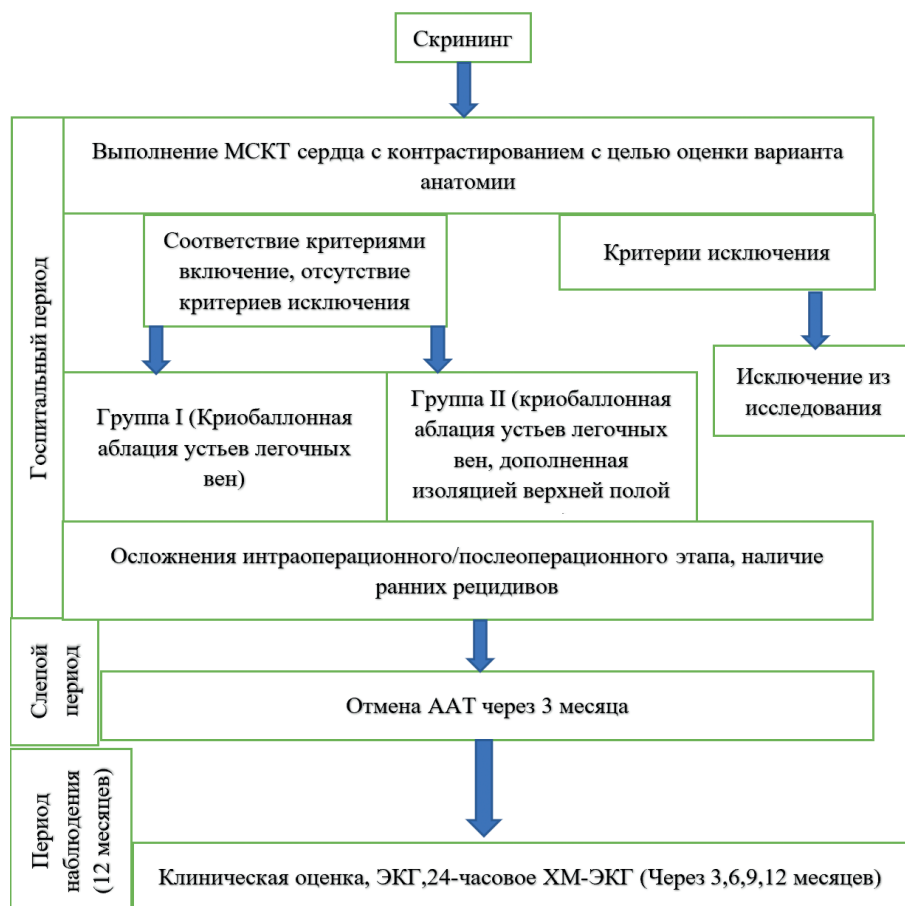 Скрининг
Госпитальный период
Выполнение МСКТ сердца с контрастированием с целью оценки варианта
анатомии
Соответствие критериями
включение, отсутствие
критериев исключения
Критерии исключения
Исключение из
исследования
Группа I (Криобаллонная
аблация устьев легочных
вен)
Группа II (криобаллонная
аблация устьев легочных
вен, дополненная
изоляцией верхней полой
Осложнения интраоперационного/послеоперационного этапа, наличие
ранних рецидивов
Слепой
период
Отмена ААТ через 3 месяца
Период
наблюдения
(12 месяцев)
Клиническая оценка, ЭКГ,24-часовое ХМ-ЭКГ (Через 3,6,9,12 месяцев)